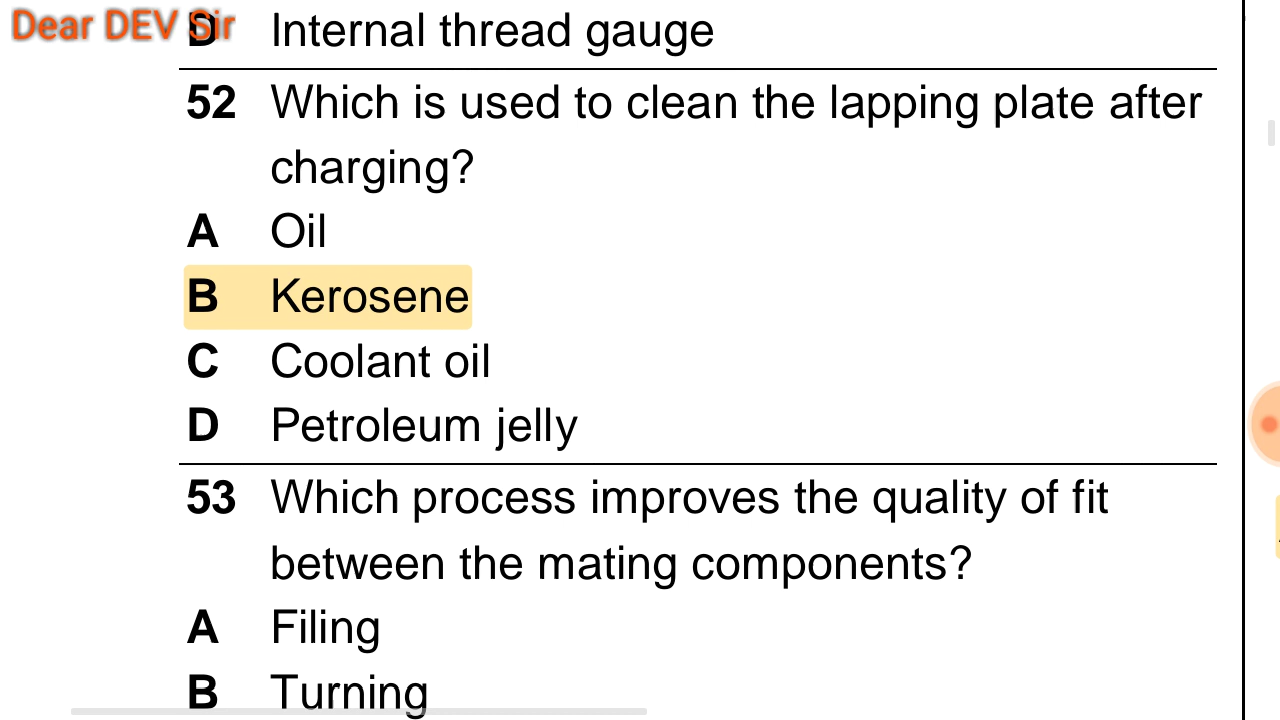 Dear DEV Sir
D Internal thread gauge
52 Which is used to clean the lapping plate after
charging?
A Oil
B Kerosene
C Coolant oil
D Petroleum jelly
53 Which process improves the quality of fit
between the mating components?
A Filing
B Turning